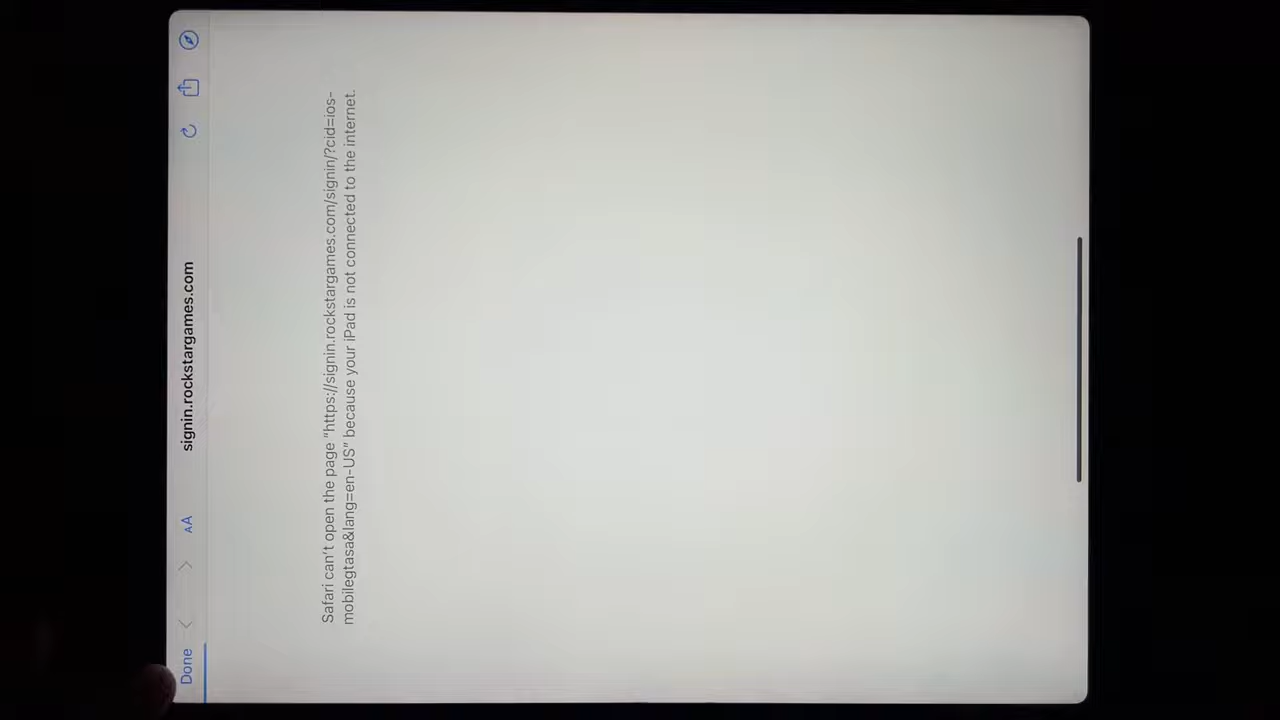 Done
AA
signin.rockstargames.com
Safari can't open the page "https://signin.rockstargames.com/signin/?cid=ios-
mobilegtasa&lang=en-US" because your iPad is not connected to the internet.